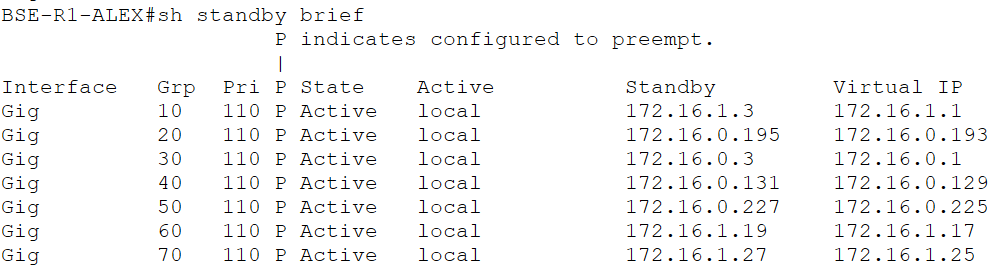 BSE-R1-ALEX#sh standby brief
                     P indicates configured to preempt.
                     |
Interface   Grp  Pri P State    Active          Standby         Virtual IP
Gig         10   110 P Active   local           172.16.1.3      172.16.1.1
Gig         20   110 P Active   local           172.16.0.195    172.16.0.193
Gig         30   110 P Active   local           172.16.0.3      172.16.0.1
Gig         40   110 P Active   local           172.16.0.131    172.16.0.129
Gig         50   110 P Active   local           172.16.0.227    172.16.0.225
Gig         60   110 P Active   local           172.16.1.19     172.16.1.17
Gig         70   110 P Active   local           172.16.1.27     172.16.1.25